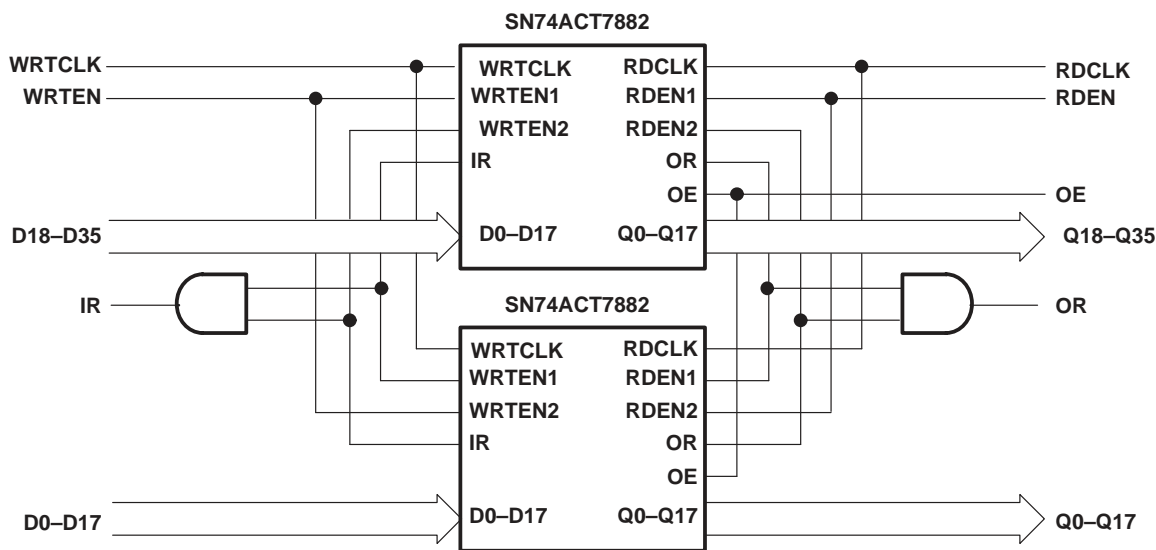 SN74ACT7882
WRTCLK
WRTCLK
RDCLK
RDCLK
WRTEN
WRTEN1
RDEN1
RDEN
WRTEN2
RDEN2
IR
OR
OE
OE
D18–D35
D0–D17
Q0–Q17
Q18–Q35
IR
SN74ACT7882
OR
WRTCLK
RDCLK
WRTEN1
RDEN1
WRTEN2
RDEN2
IR
OR
OE
D0–D17
D0–D17
Q0–Q17
Q0–Q17